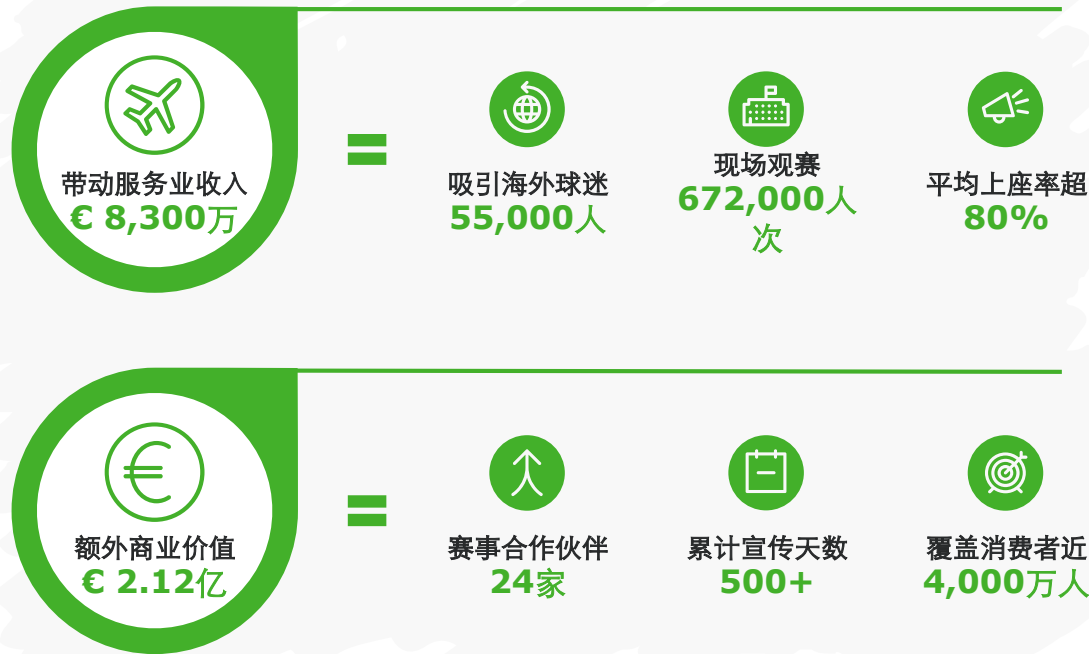 带动服务业收入
€ 8,300万
=
吸引海外球迷
55,000人
现场观赛
672,000人
次
平均上座率超
80%
额外商业价值
€ 2.12亿
=
赛事合作伙伴
24家
累计宣传天数
500+
覆盖消费者近
4,000万人